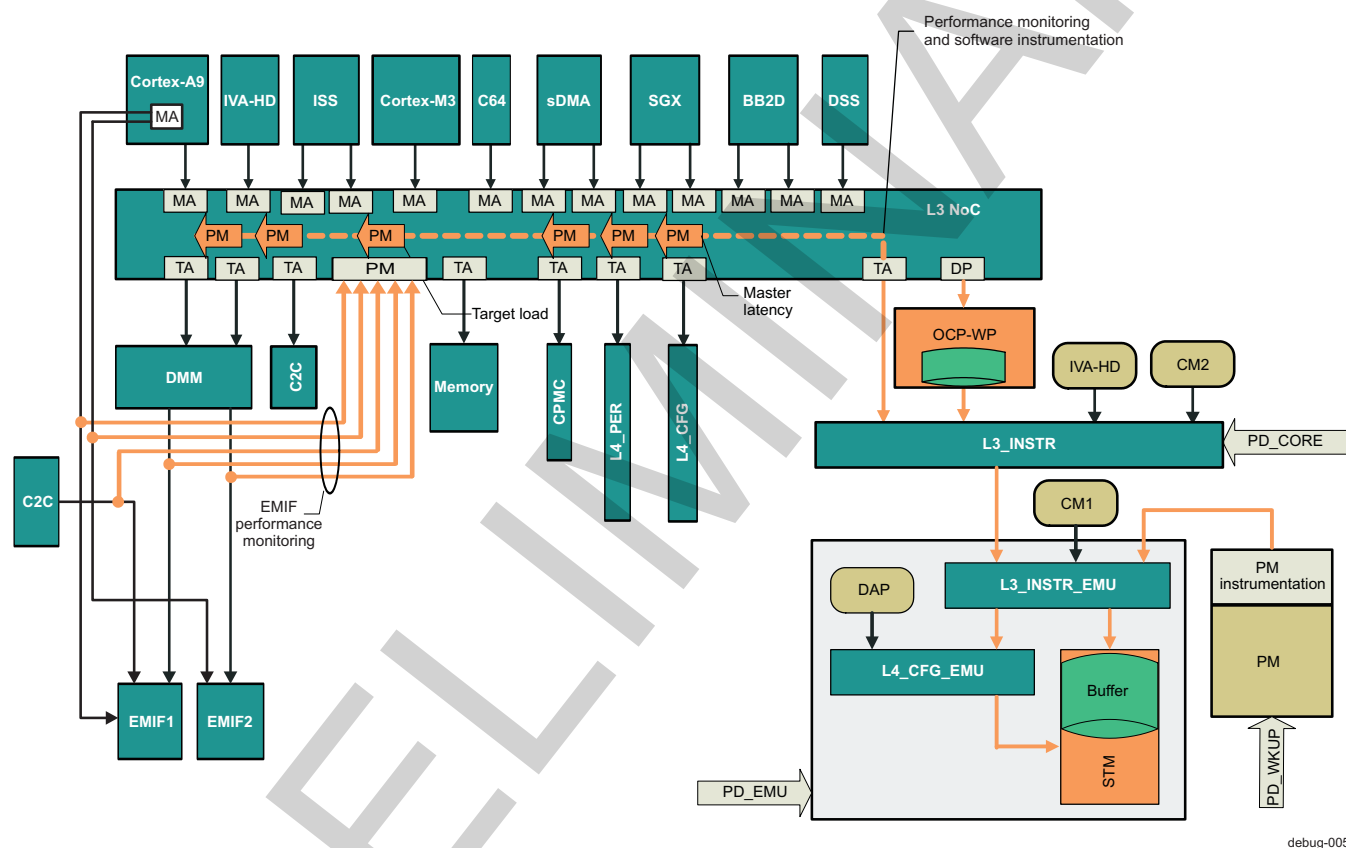 Performance monitoring
and software instrumentation
Cortex-A9
MA
IVA-HD
ISS
Cortex-M3
C64
sDMA
SGX
BB2D
DSS
MA
MA
MA
MA
MA
MA
MA
MA
MA
MA
MA
MA
MA
L3 NoC
PM
PM
PM
PM
PM
PM
TA
TA
TA
PM
TA
TA
TA
TA
TA
DP
Target load
Master
latency
DMM
C2C
Memory
CPMC
L4_PER
L4_CFG
OCP-WP
IVA-HD
CM2
L3_INSTR
PD_CORE
C2C
EMIF
performance
monitoring
EMIF1
EMIF2
CM1
DAP
L3_INSTR_EMU
L4_CFG_EMU
Buffer
STM
PM
instrumentation
PM
PD_WKUP
PD_EMU
debug-005
ELIMINA